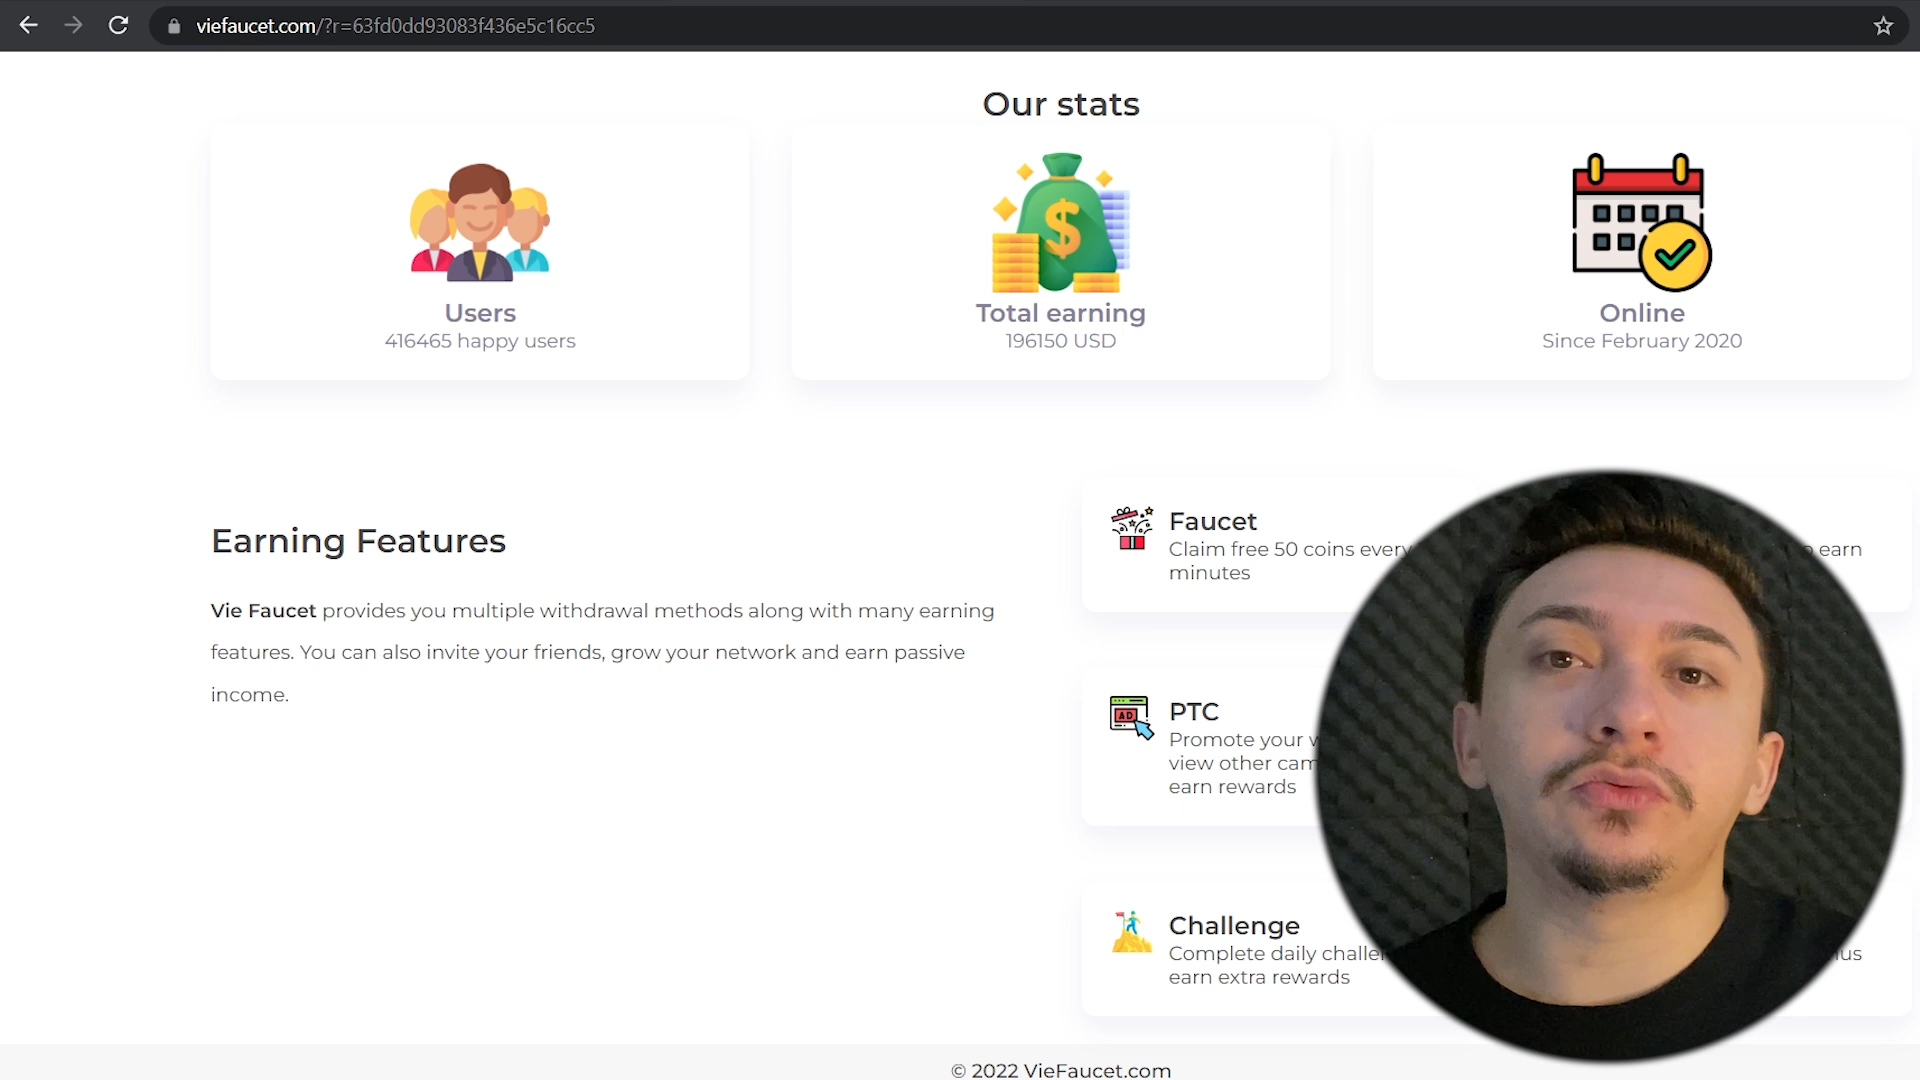 viefaucet.com/?r=63fd0dd93083f436e5c16cc5
Our stats
Users
416465 happy users
Total earning
196150 USD
Online
Since February 2020
Earning Features
Vie Faucet provides you multiple withdrawal methods along with many earning
features. You can also invite your friends, grow your network and earn passive
income.
Faucet
Claim free 50 coins every
minutes
earn
PTC
Promote your
view other
earn rewards
AD
Challenge
Complete daily
earn extra rewards
© 2022 VieFaucet.com